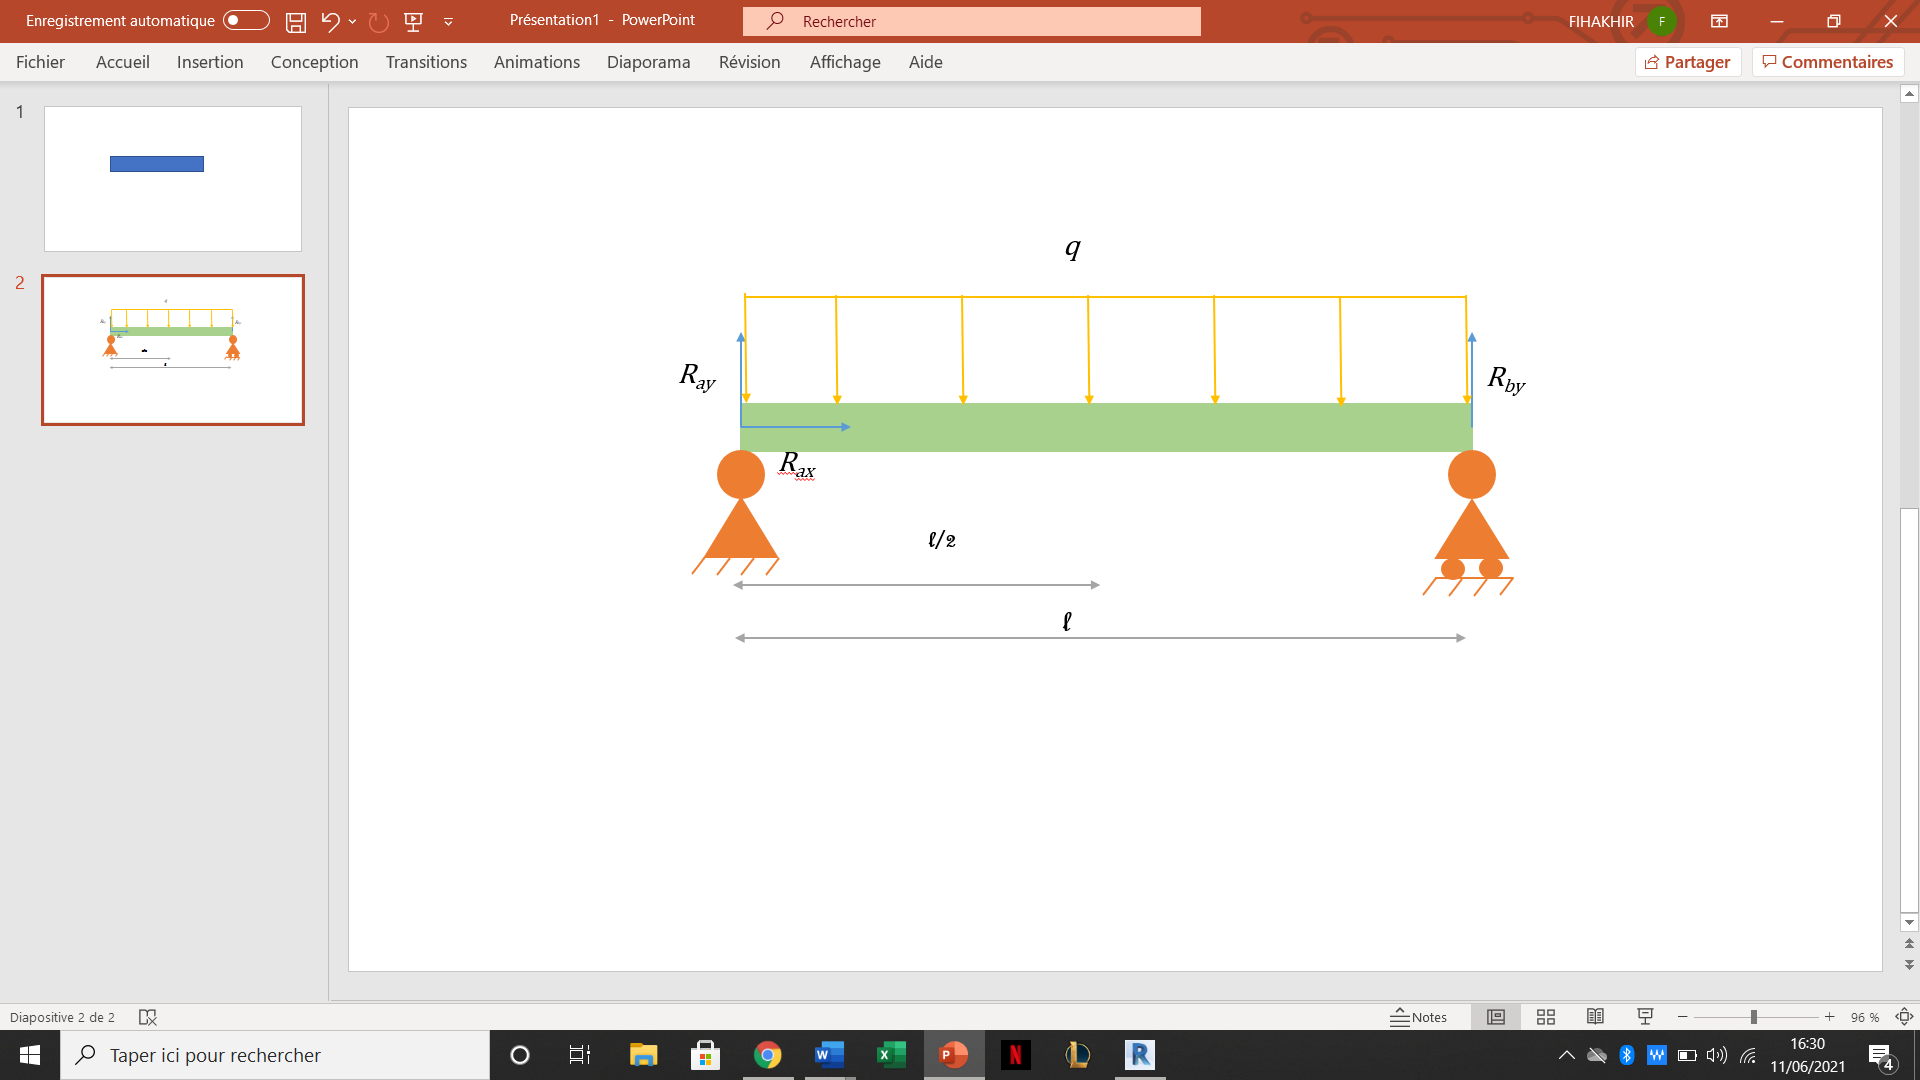 Enregistrement automatique
Présentation1 - PowerPoint
Rechercher
FIHAKHIR
F
Fichier
Accueil
Insertion
Conception
Transitions
Animations
Diaporama
Révision
Affichage
Aide
Partager
Commentaires
1
2
q
Ray
Rby
Rax
ℓ/2
ℓ
Diapositive 2 de 2
Notes
96 %
Taper ici pour rechercher
16:30
11/06/2021
4